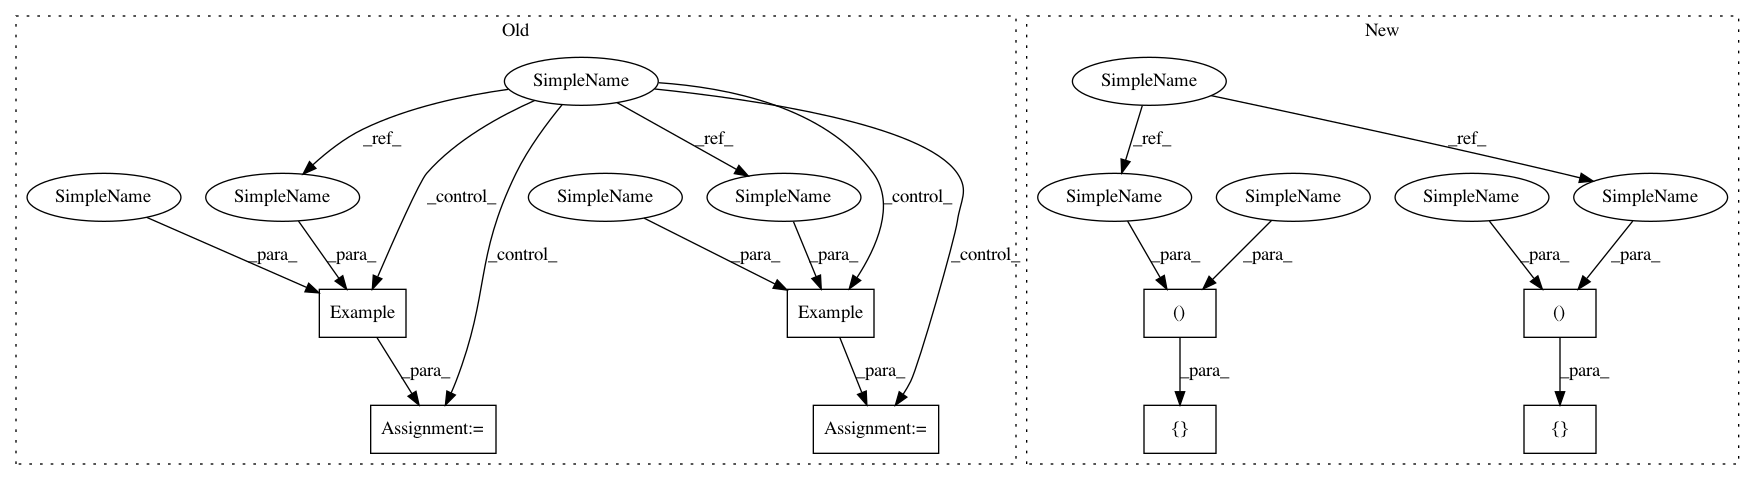 Old
New
SimpleName
SimpleName
_ref_
_ref_
_ref_
_ref_
SimpleName
SimpleName
SimpleName
SimpleName
SimpleName
SimpleName
SimpleName
SimpleName
_control_
_control_
_para_
_para_
_control_
_para_
_para_
_control_
_para_
_para_
_para_
_para_
Example
Example
()
()
_para_
_para_
_para_
_para_
Assignment:=
Assignment:=
{}
{}